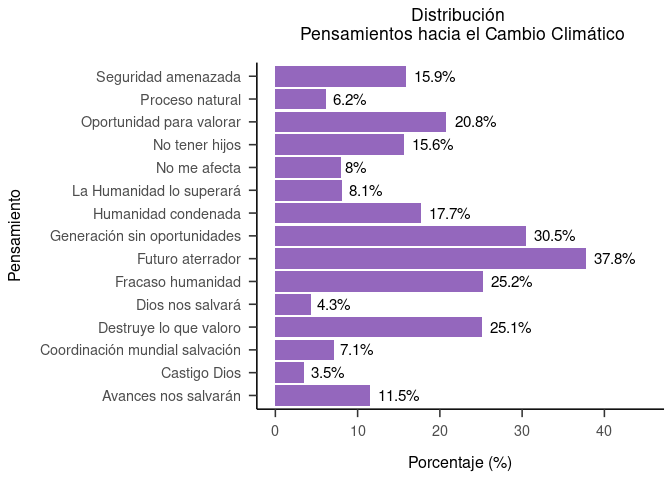 Distribución
Pensamientos hacia el Cambio Climático
Pensamiento
Seguridad amenazada 15.9%
Proceso natural 6.2%
Oportunidad para valorar 20.8%
No tener hijos 15.6%
No me afecta 8%
La Humanidad lo superará 8.1%
Humanidad condenada 17.7%
Generación sin oportunidades 30.5%
Futuro aterrador 37.8%
Fracaso humanidad 25.2%
Dios nos salvará 4.3%
Destruye lo que valoro 25.1%
Coordinación mundial salvación 7.1%
Castigo Dios 3.5%
Avances nos salvarán 11.5%
0 10 20 30 40
Porcentaje (%)